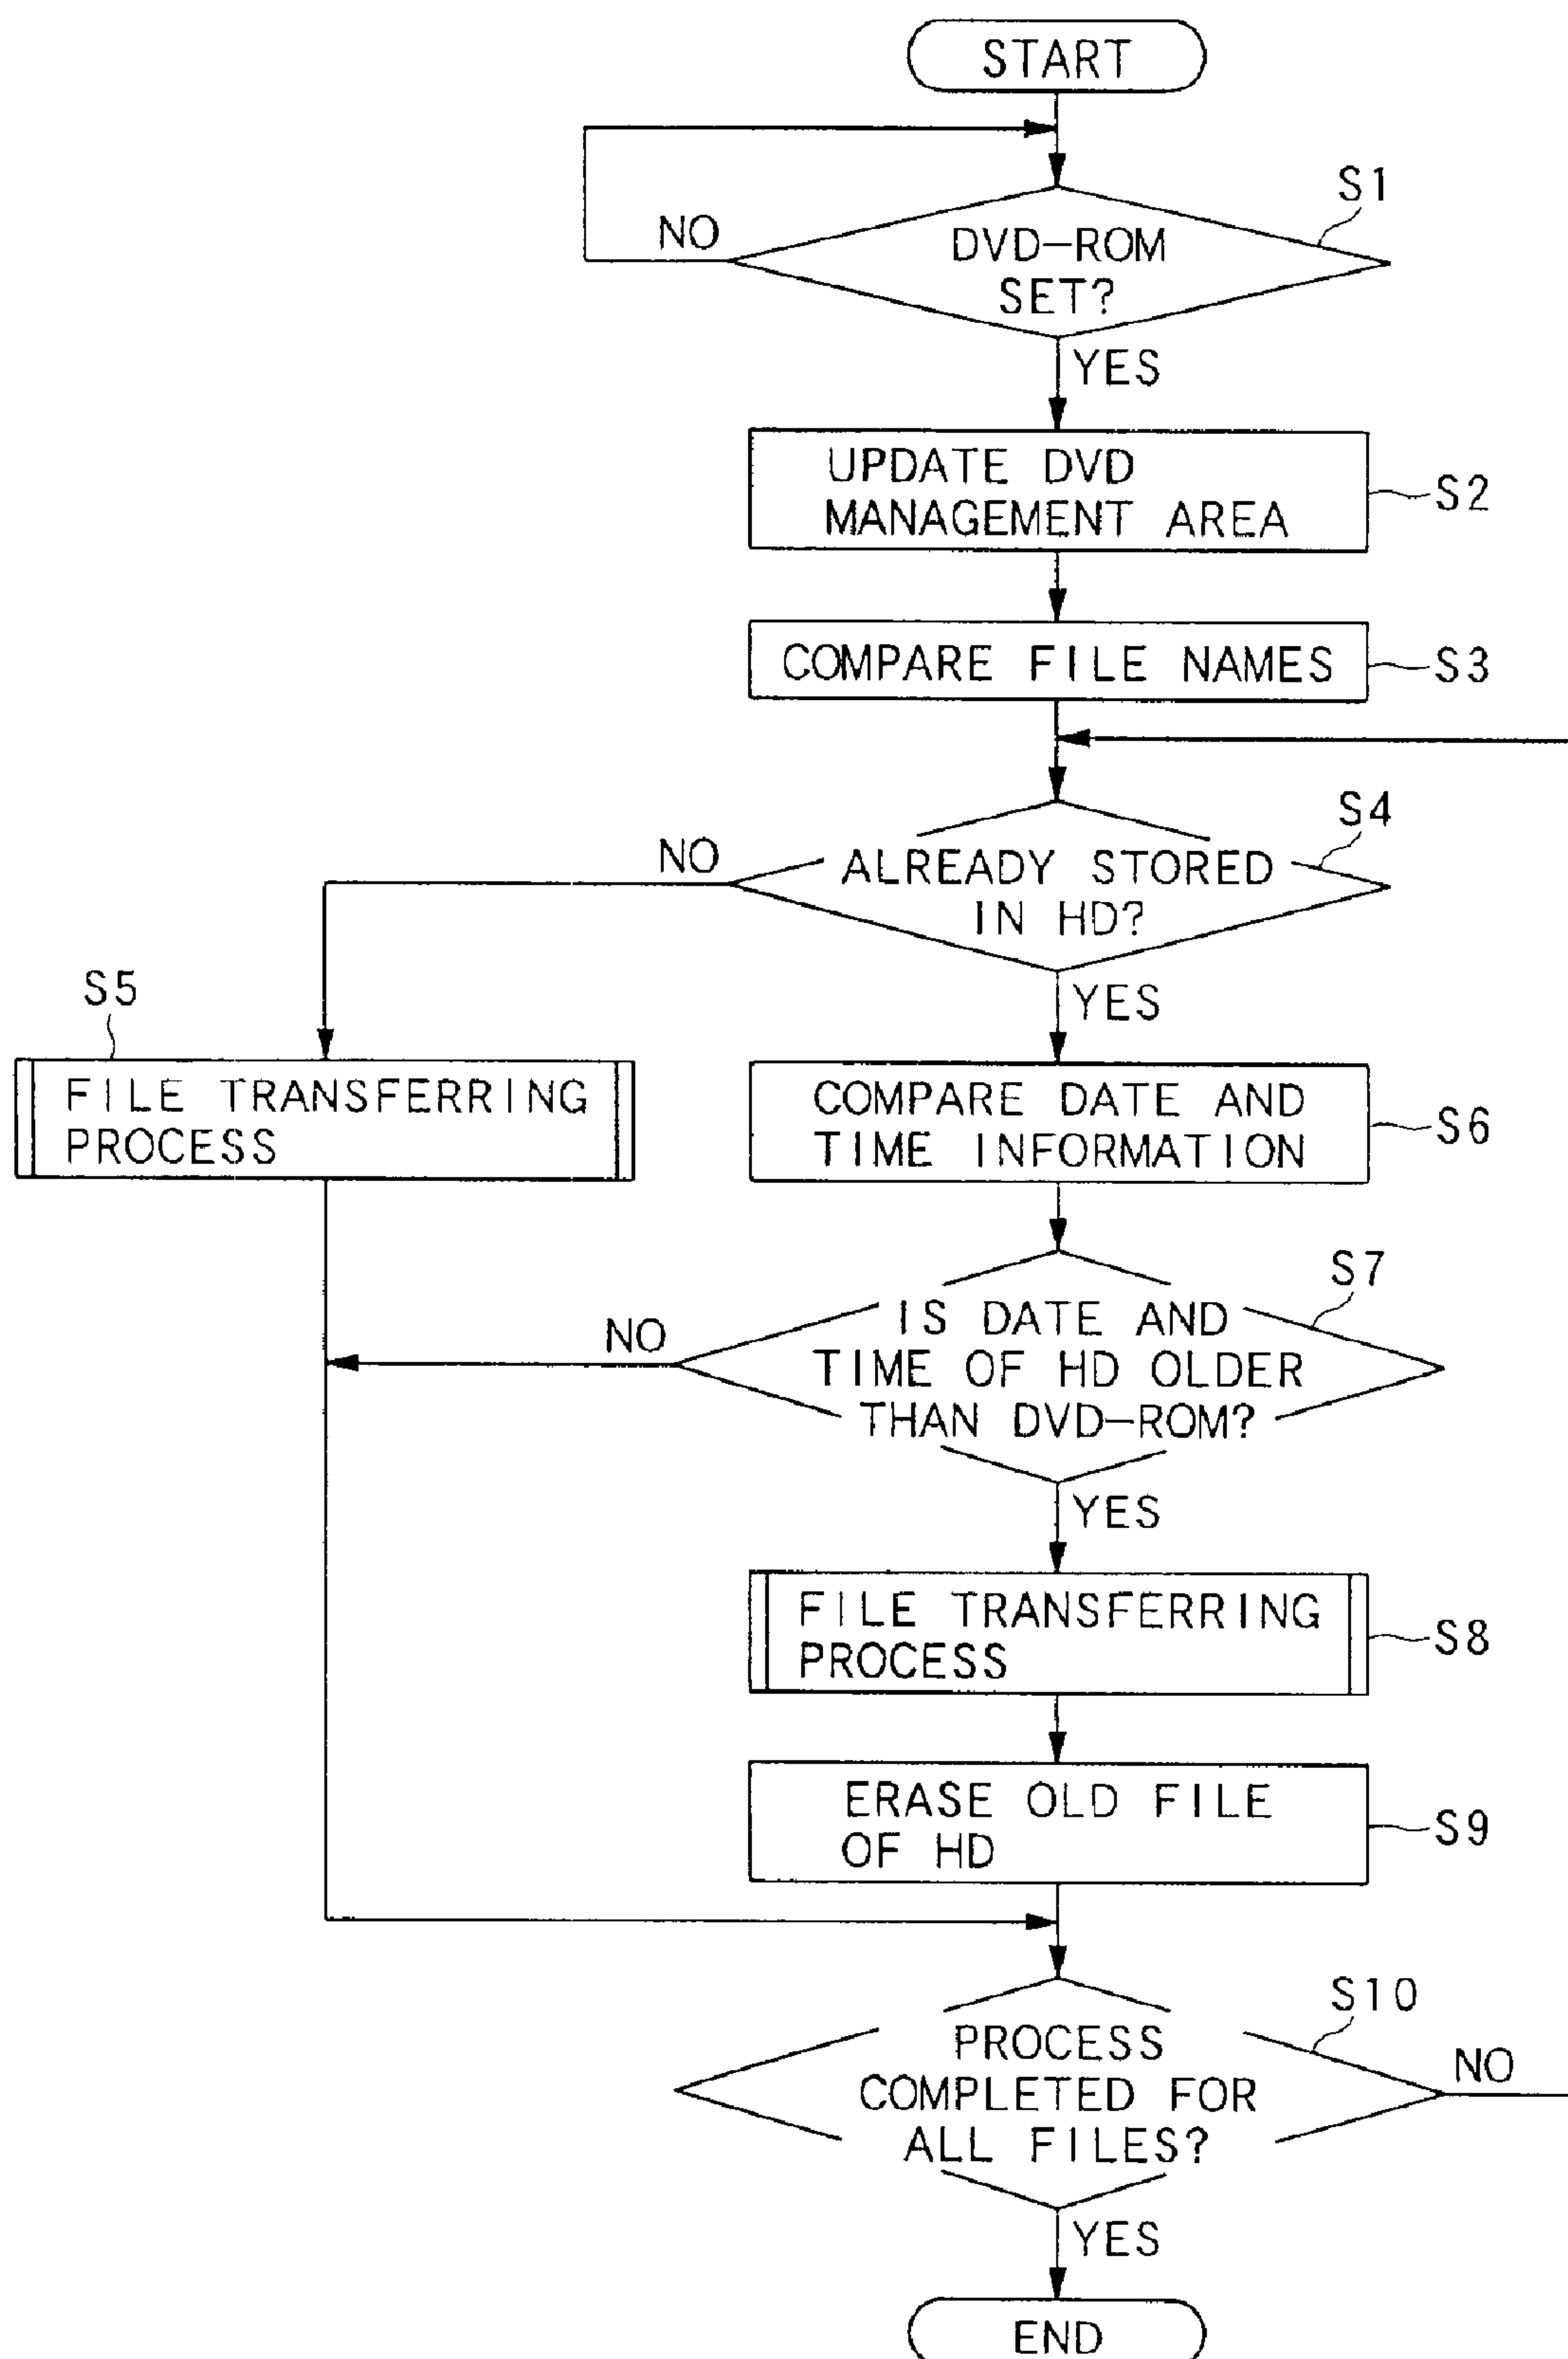 START
S1
NO
DVD-ROM
SET?
YES
UPDATE DVD
MANAGEMENT AREA
S2
COMPARE FILE NAMES
S3
S4
NO
ALREADY STORED
IN HD?
YES
S5
FILE TRANSFERRING
PROCESS
COMPARE DATE AND
TIME INFORMATION
S6
S7
NO
IS DATE AND
TIME OF HD OLDER
THAN DVD-ROM?
YES
FILE TRANSFERRING
PROCESS
S8
ERASE OLD FILE
OF HD
S9
S10
PROCESS
COMPLETED FOR
ALL FILES?
NO
YES
END